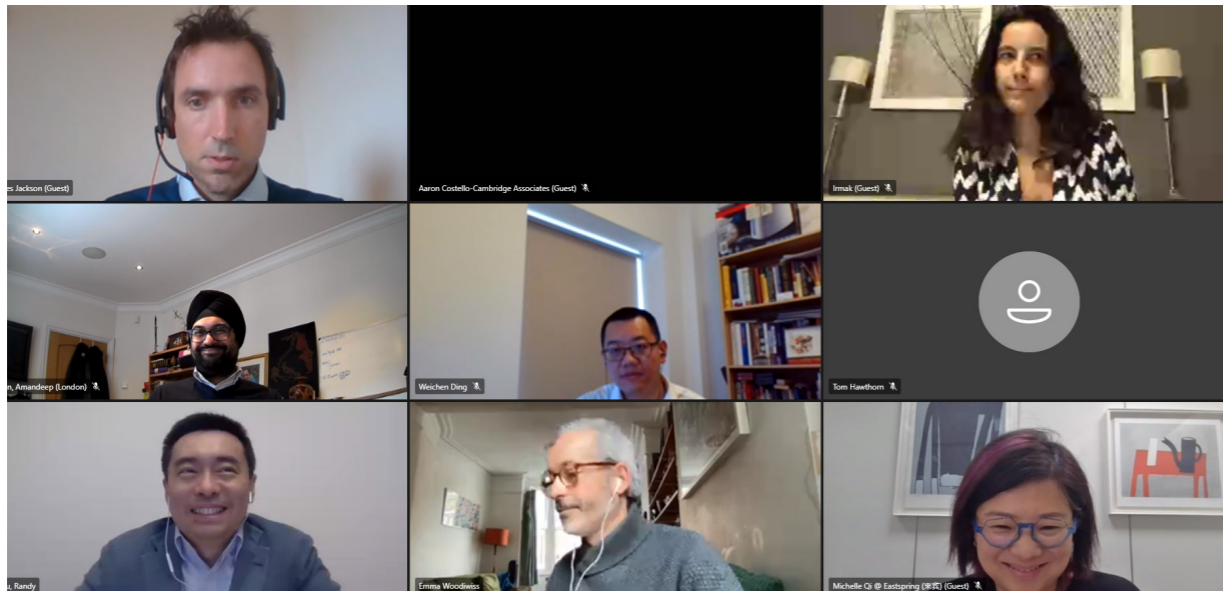 es Jackson (Guest)
Aaron Costello-Cambridge Associates (Guest)
Irmak (Guest)
n, Amandeep (London)
Weichen Ding
Tom Hawthorn
u, Randy
Emma Woodiwiss
Michelle Qi @ Eastspring (来宾) (Guest)